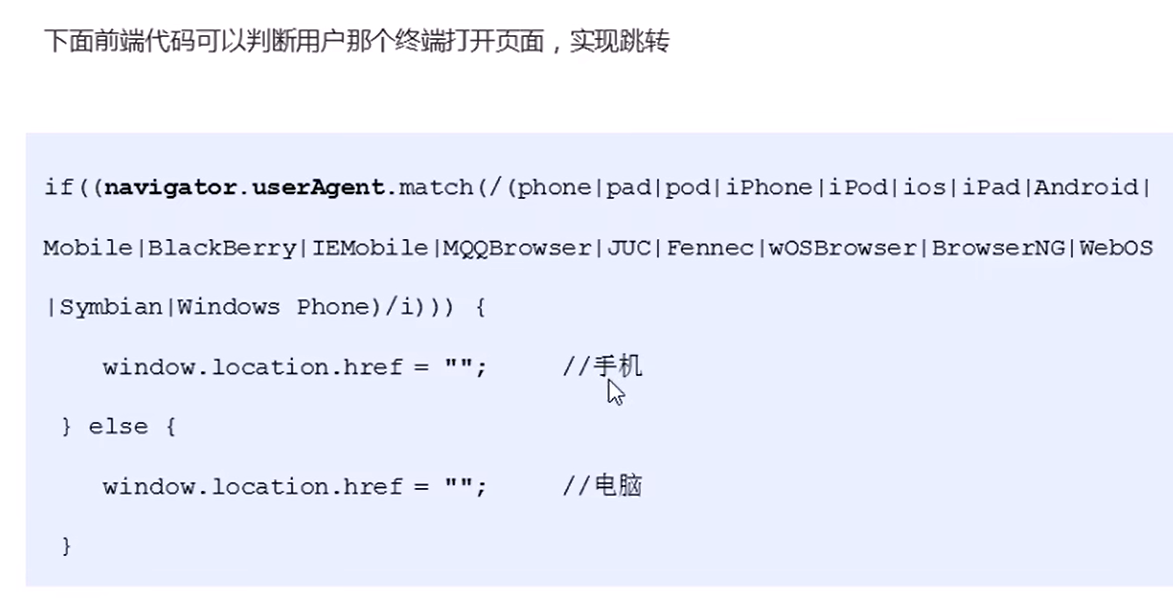 下面前端代码可以判断用户那个终端打开页面，实现跳转
if((navigator.userAgent.match(/(phone|pad|pod|iPhone|iPod|ios|iPad|Android|
Mobile|BlackBerry|IEMobile|MQQBrowser|JUC|Fennec|wOSBrowser|BrowserNG|WebOS
|Symbian|Windows Phone)/i))) {
window.location.href = ""; //手机
} else {
window.location.href = ""; //电脑
}